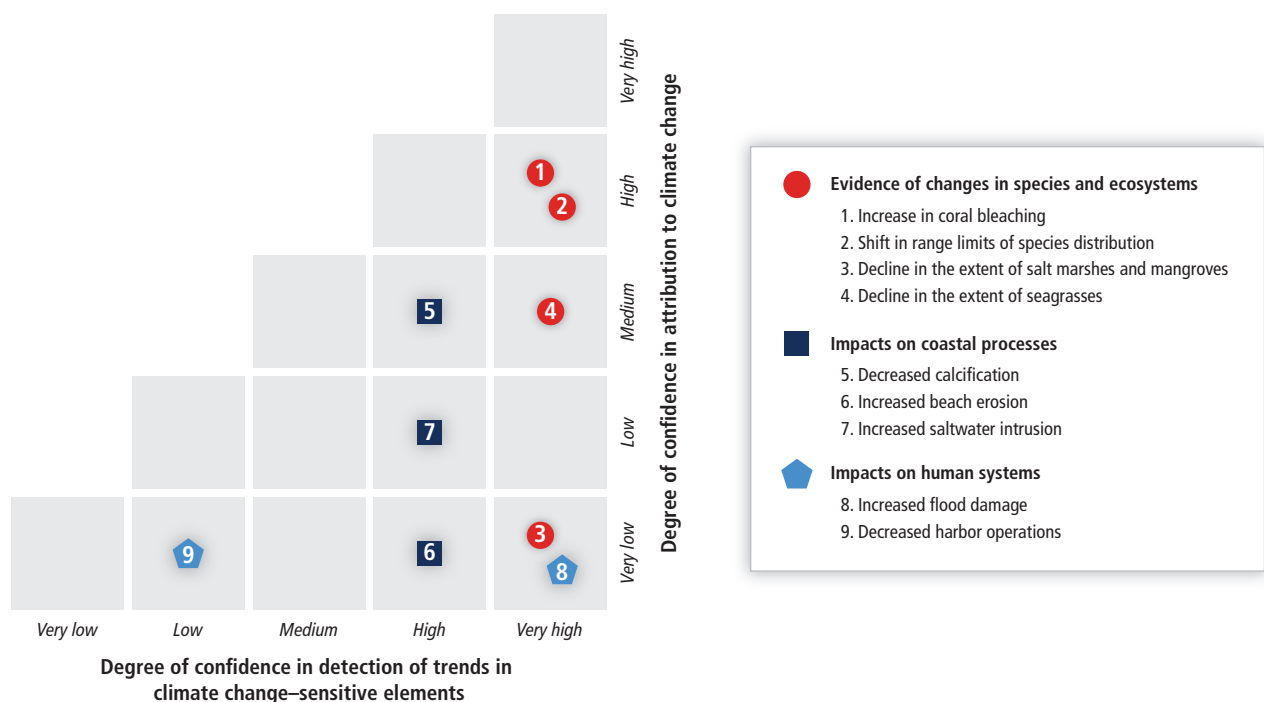 Very high
High
Medium
Low
Very low
Degree of confidence in attribution to climate change
1
2
5
4
7
9
6
3
8
Very low
Low
Medium
High
Very high
Degree of confidence in detection of trends in
climate change–sensitive elements
Evidence of changes in species and ecosystems
1. Increase in coral bleaching
2. Shift in range limits of species distribution
3. Decline in the extent of salt marshes and mangroves
4. Decline in the extent of seagrasses
Impacts on coastal processes
5. Decreased calcification
6. Increased beach erosion
7. Increased saltwater intrusion
Impacts on human systems
8. Increased flood damage
9. Decreased harbor operations